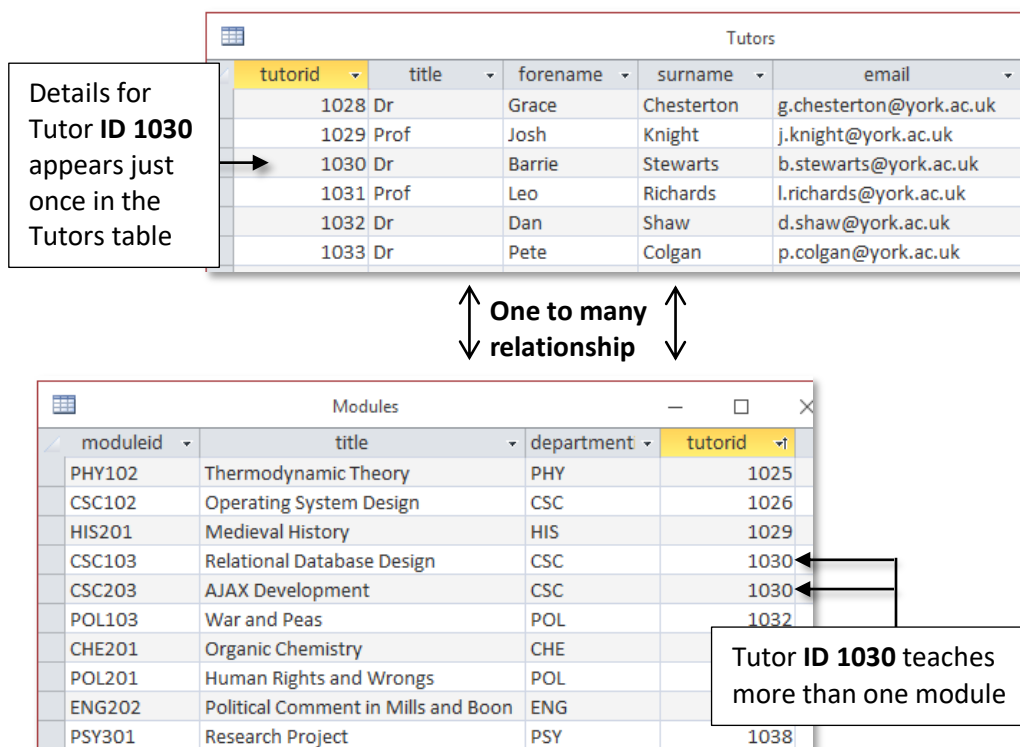 Tutors
tutorid title forename surname email
1028 Dr Grace Chesterton g.chesterton@york.ac.uk
1029 Prof Josh Knight j.knight@york.ac.uk
1030 Dr Barrie Stewarts b.stewarts@york.ac.uk
1031 Prof Leo Richards l.richards@york.ac.uk
1032 Dr Dan Shaw d.shaw@york.ac.uk
1033 Dr Pete Colgan p.colgan@york.ac.uk
Details for
Tutor ID 1030
appears just
once in the
Tutors table
One to many
relationship
Modules
moduleid title department tutorid
PHY102 Thermodynamic Theory PHY 1025
CSC102 Operating System Design CSC 1026
HIS201 Medieval History HIS 1029
CSC103 Relational Database Design CSC 1030
CSC203 AJAX Development CSC 1030
POL103 War and Peas POL 1032
CHE201 Organic Chemistry CHE
POL201 Human Rights and Wrongs POL
ENG202 Political Comment in Mills and Boon ENG
PSY301 Research Project PSY 1038
Tutor ID 1030 teaches
more than one module